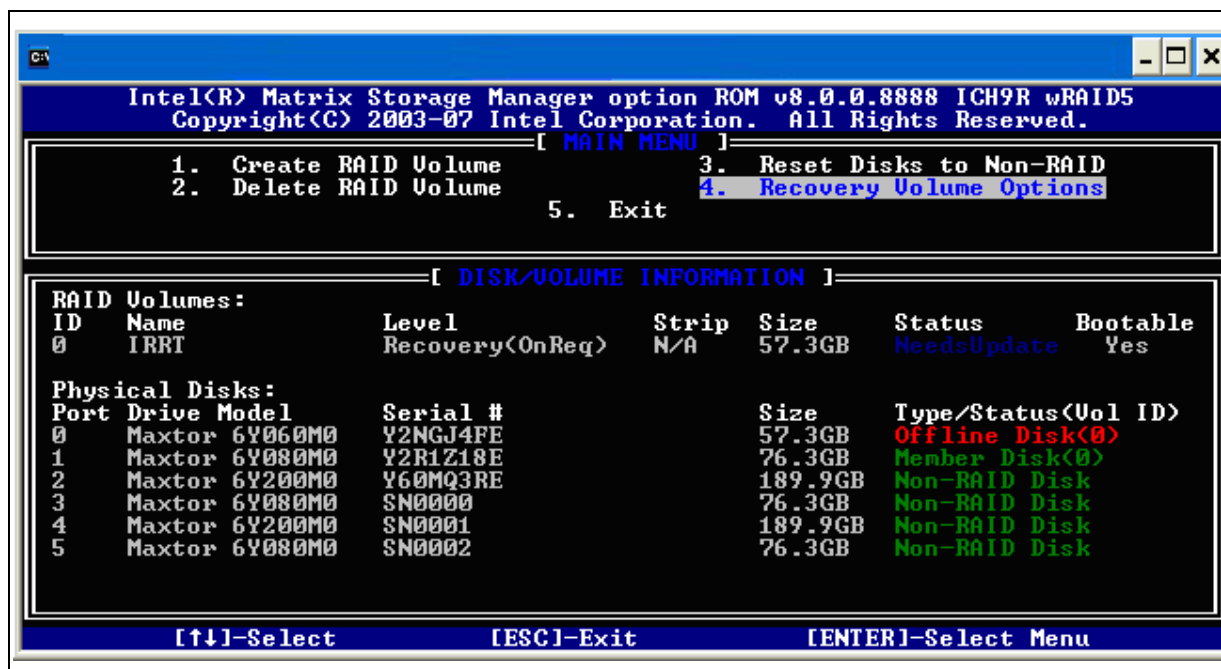 C:\
Intel(R) Matrix Storage Manager option ROM v8.0.0.8888 ICH9R wRAID5
Copyright(C) 2003-07 Intel Corporation. All Rights Reserved.
[ MAIN MENU ]
1. Create RAID Volume 3. Reset Disks to Non-RAID
2. Delete RAID Volume 4. Recovery Volume Options
5. Exit
[ DISK/VOLUME INFORMATION ]
RAID Volumes:
ID Name Level Strip Size Status Bootable
0 IRRT Recovery(OnReq) N/A 57.3GB NeedsUpdate Yes
Physical Disks:
Port Drive Model Serial # Size Type/Status(Vol ID)
0 Maxtor 6Y060M0 Y2NGJ4FE 57.3GB Offline Disk(0)
1 Maxtor 6Y080M0 Y2R1Z18E 76.3GB Member Disk(0)
2 Maxtor 6Y200M0 Y60MQ3RE 189.9GB Non-RAID Disk
3 Maxtor 6Y080M0 SN0000 76.3GB Non-RAID Disk
4 Maxtor 6Y200M0 SN0001 189.9GB Non-RAID Disk
5 Maxtor 6Y080M0 SN0002 76.3GB Non-RAID Disk
[↑↓]-Select [ESC]-Exit [ENTER]-Select Menu